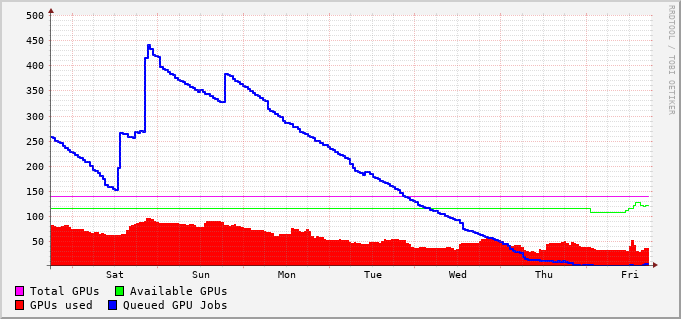 500
450
400
350
300
250
200
150
100
50
Sat Sun Mon Tue Wed Thu Fri
RRDTOOL / TOBI OETIKER
Total GPUs Available GPUs
GPUs used Queued GPU Jobs